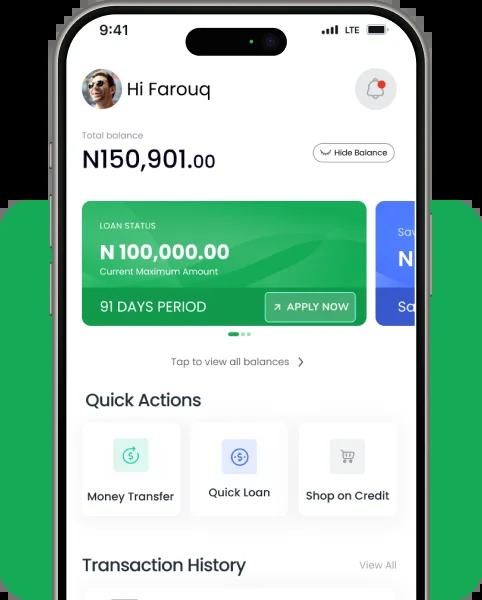 9:41
LTE
Hi Farouq
Total balance
N150,901.00
Hide Balance
LOAN STATUS
N 100,000.00
Current Maximum Amount
91 DAYS PERIOD
APPLY NOW
Sav
N
Sa
Tap to view all balances
Quick Actions
Money Transfer
Quick Loan
Shop on Credit
Transaction History
View All